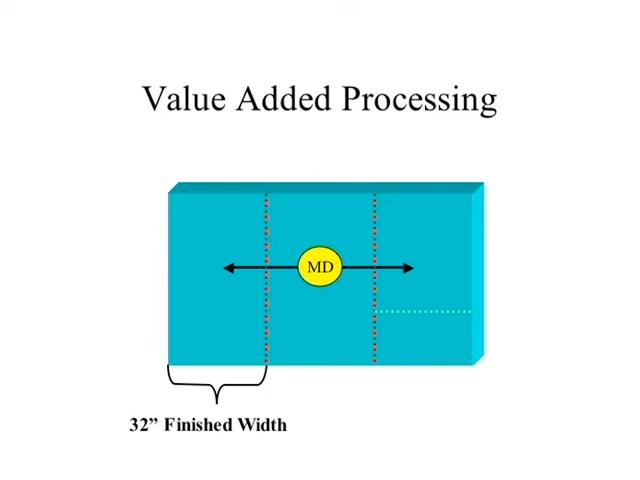 Value Added Processing
MD
32” Finished Width